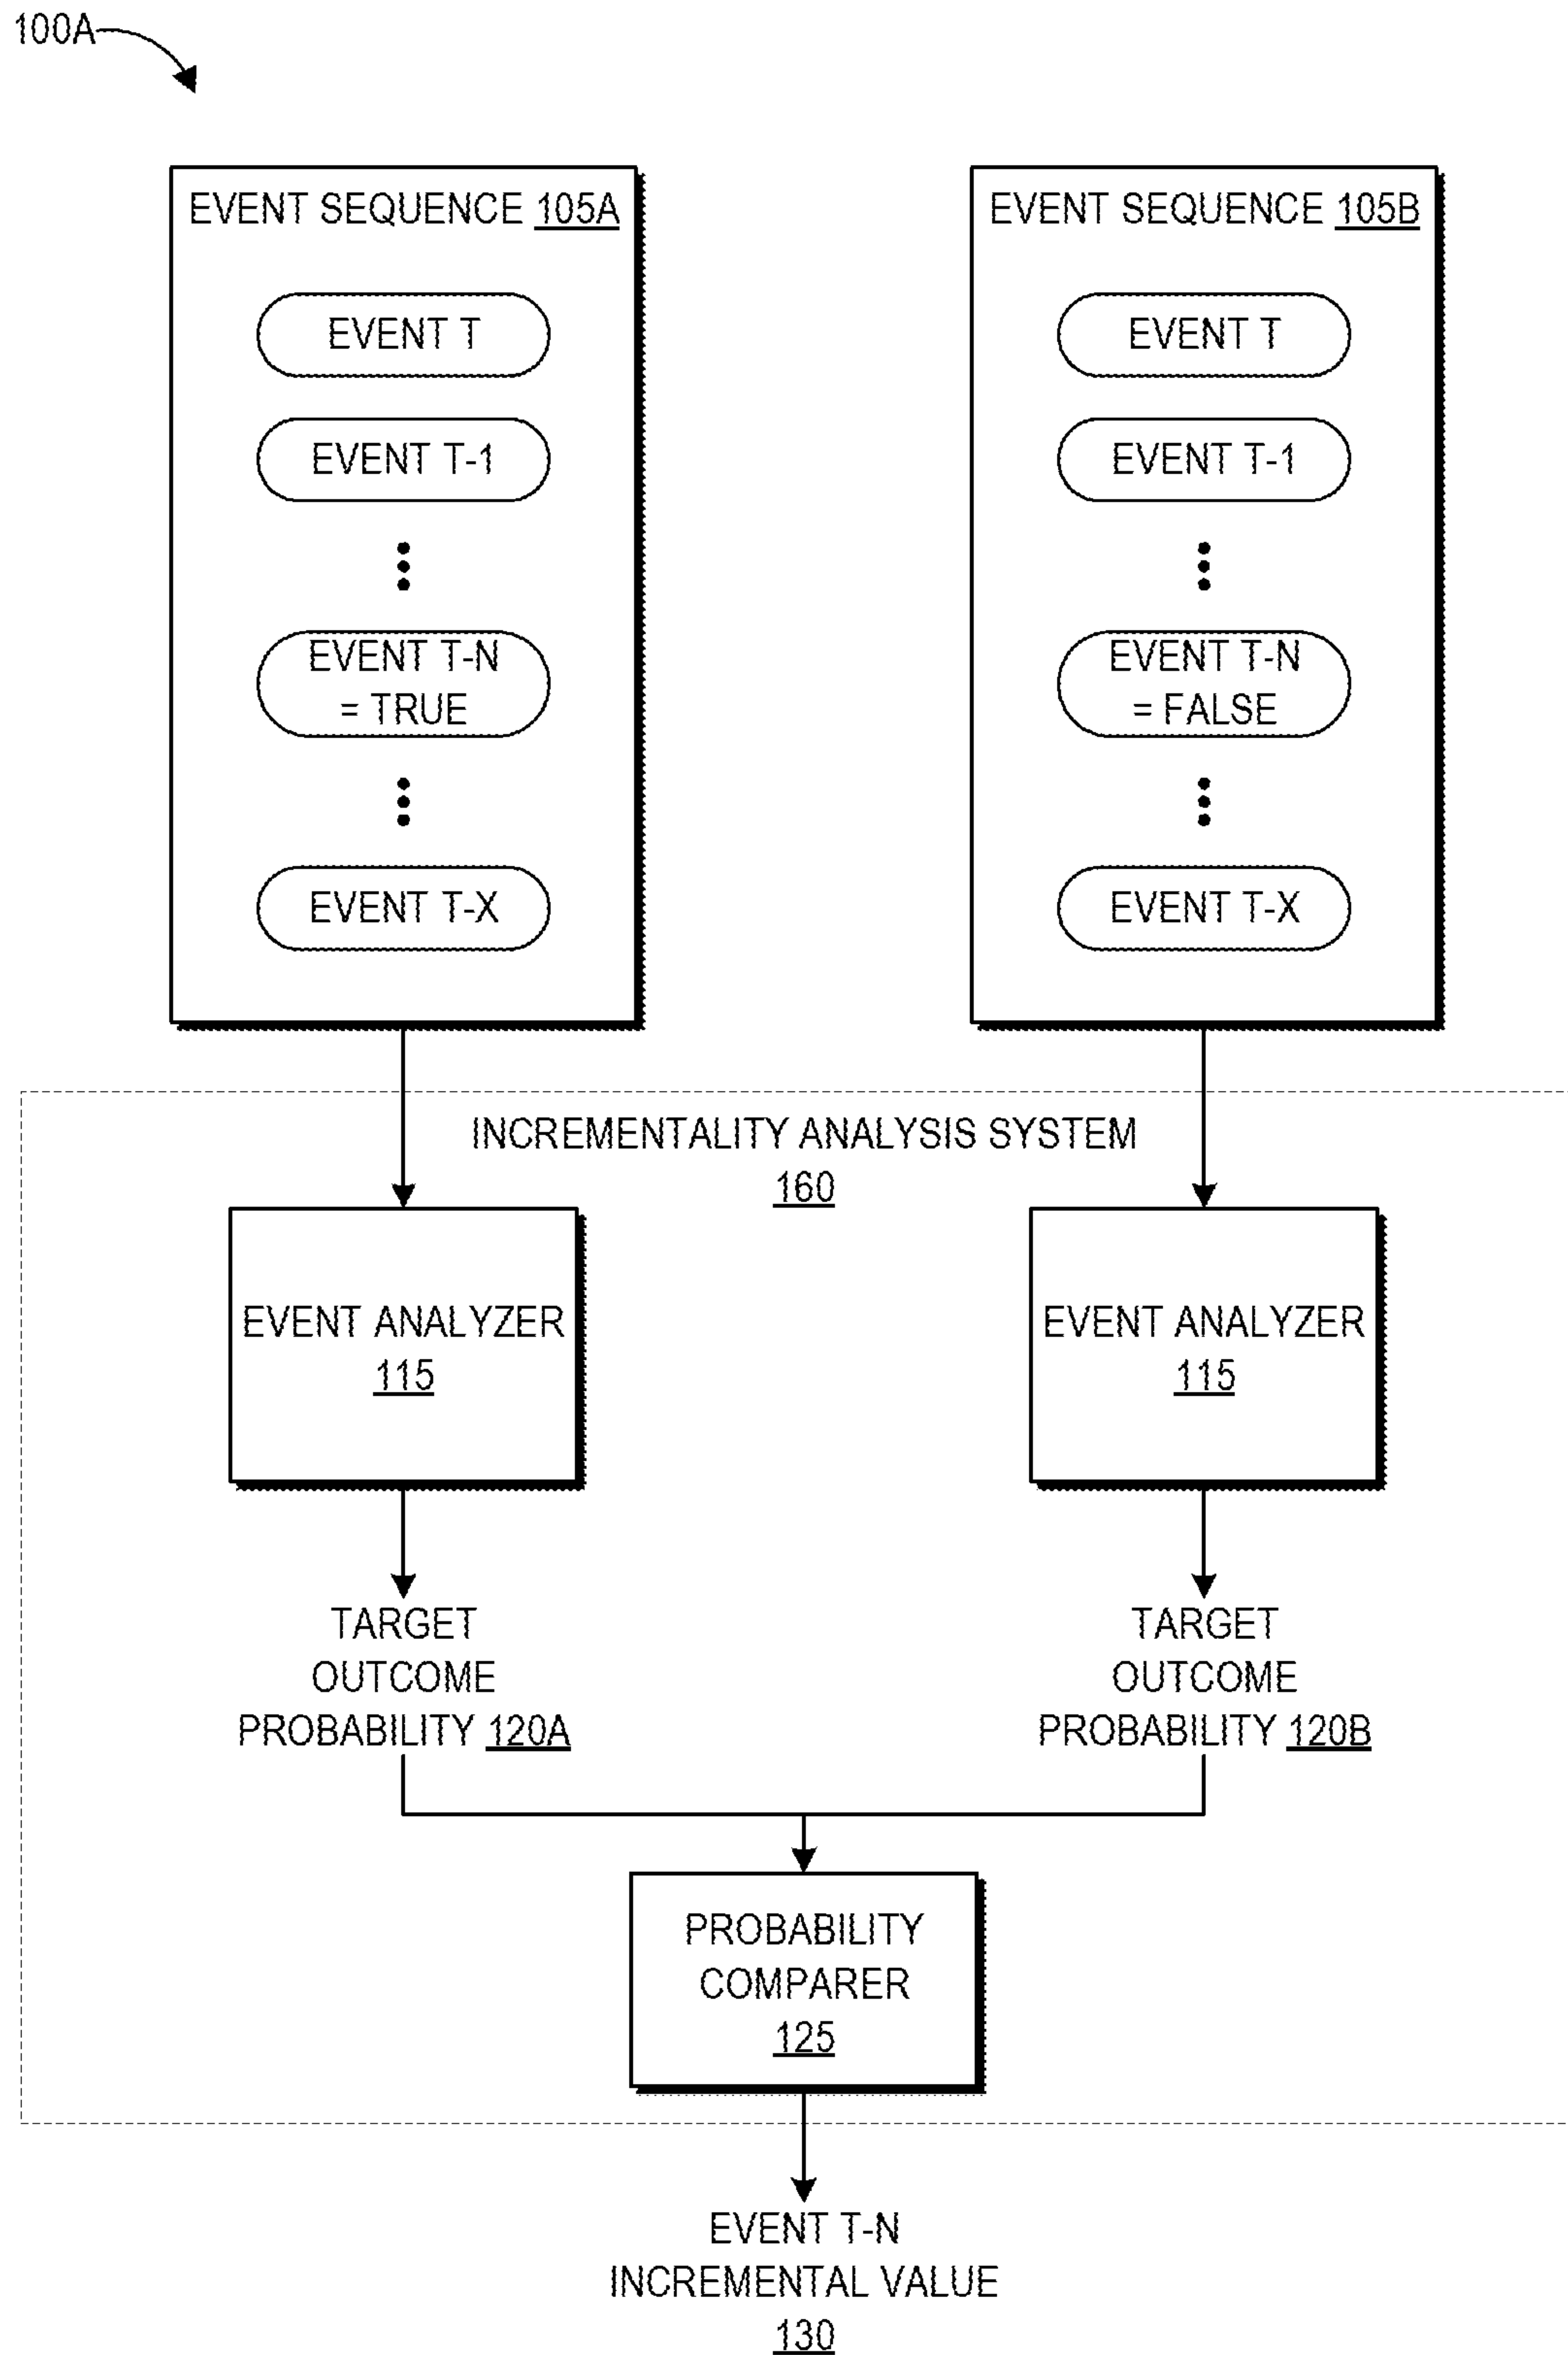 100A
EVENT SEQUENCE 105A
EVENT T
EVENT T-1
EVENT T-N
= TRUE
EVENT T-X
EVENT SEQUENCE 105B
EVENT T
EVENT T-1
EVENT T-N
= FALSE
EVENT T-X
INCREMENTALITY ANALYSIS SYSTEM
160
EVENT ANALYZER
115
EVENT ANALYZER
115
TARGET
OUTCOME
PROBABILITY 120A
TARGET
OUTCOME
PROBABILITY 120B
PROBABILITY
COMPARER
125
EVENT T-N
INCREMENTAL VALUE
130